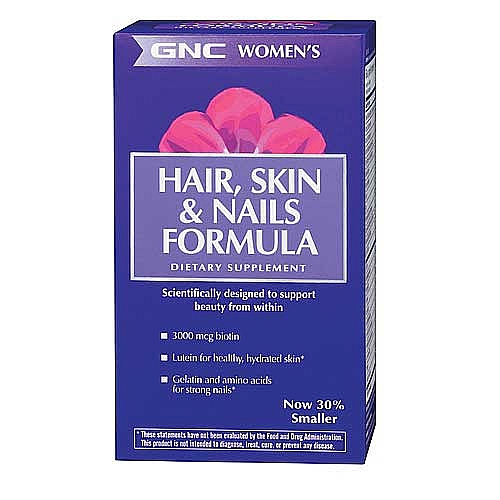 GNC WOMEN'S
HAIR, SKIN
& NAILS
FORMULA
DIETARY SUPPLEMENT
Scientifically designed to support
beauty from within
3000 mcg biotin
Lutein for healthy, hydrated skin*
Gelatin and amino acids
for strong nails*
Now 30%
Smaller
*These statements have not been evaluated by the Food and Drug Administration.
This product is not intended to diagnose, treat, cure, or prevent any disease.